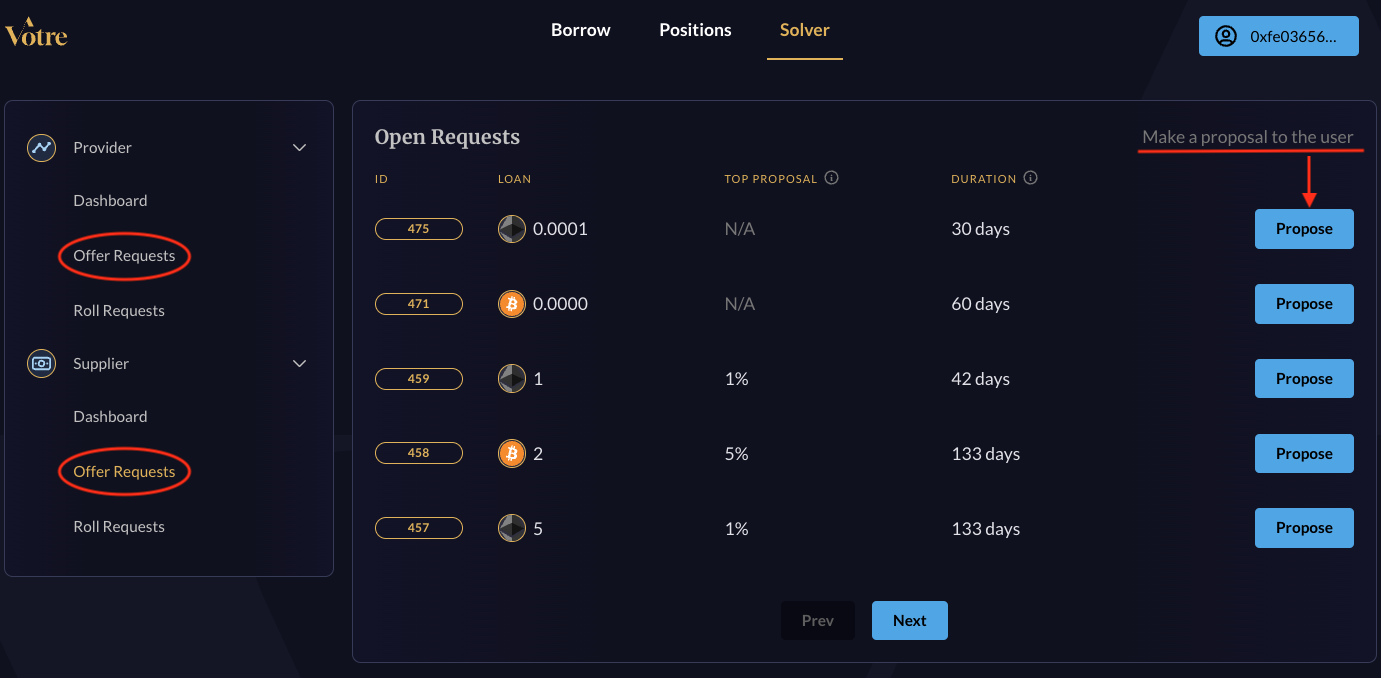 Vôtre
Borrow Positions Solver
0xfe03656...
Provider
Dashboard
Offer Requests
Roll Requests
Supplier
Dashboard
Offer Requests
Roll Requests
Open Requests
Make a proposal to the user
ID LOAN TOP PROPOSAL DURATION
475 0.0001 N/A 30 days Propose
471 0.0000 N/A 60 days Propose
459 1 1% 42 days Propose
458 2 5% 133 days Propose
457 5 1% 133 days Propose
Prev Next